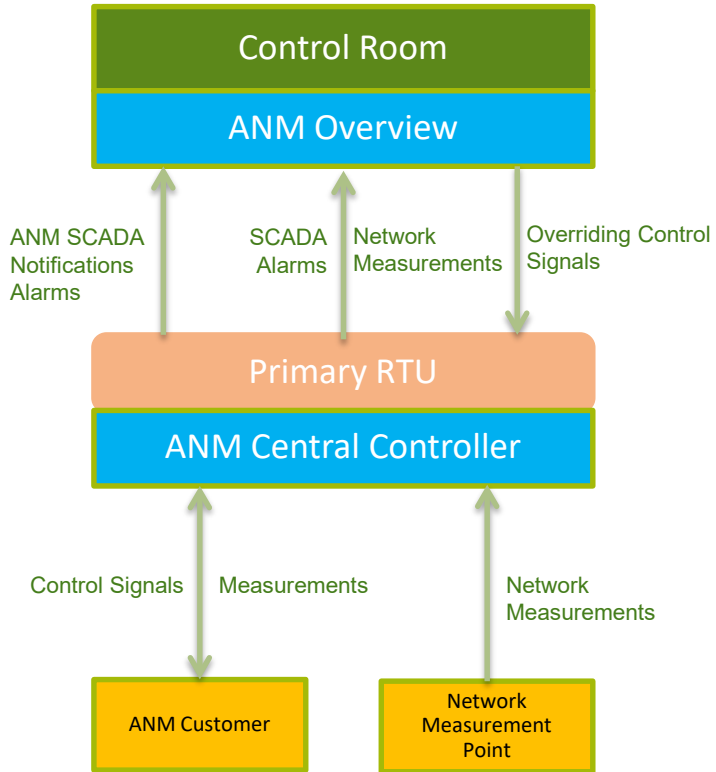 Control Room
ANM Overview
ANM SCADA
Notifications
Alarms
SCADA
Alarms
Network
Measurements
Overriding Control
Signals
Primary RTU
ANM Central Controller
Control Signals
Measurements
Network
Measurements
ANM Customer
Network
Measurement
Point